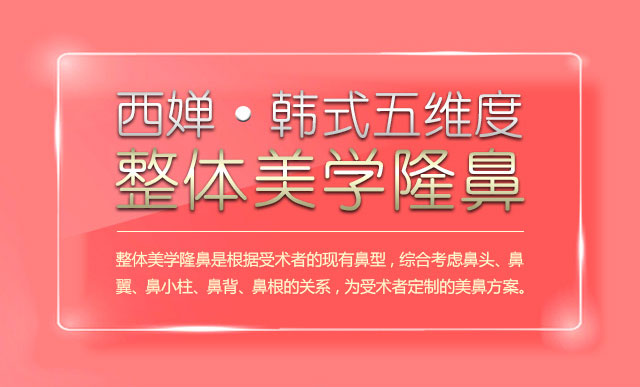 西婵·韩式五维度
整体美学隆鼻
整体美学隆鼻是根据受术者的现有鼻型，综合考虑鼻头、鼻
翼、鼻小柱、鼻背、鼻根的关系，为受术者定制的美鼻方案。